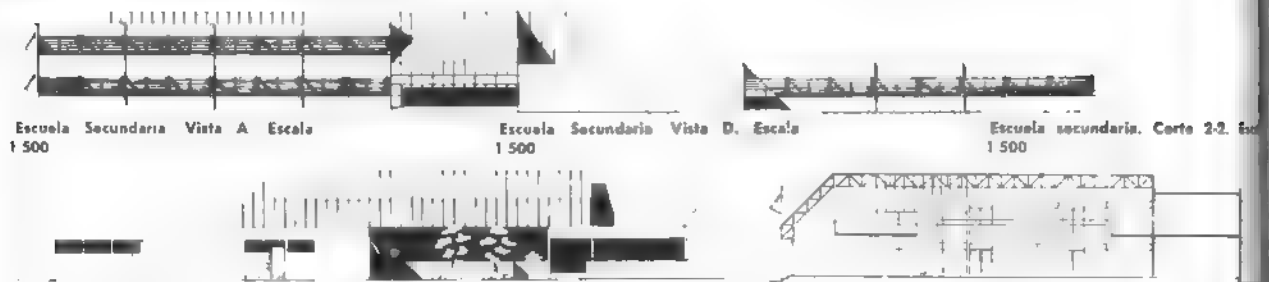 Escuela Secundaria Vista A Escala
1 500
Escuela Secundaria Vista D. Escala
1 500
Escuela secundaria. Corte 2-2.
1 500